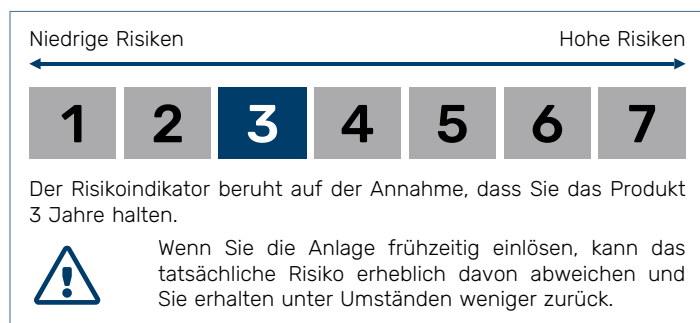 Niedrige Risiken Hohe Risiken
1 2 3 4 5 6 7
Der Risikoindikator beruht auf der Annahme, dass Sie das Produkt
3 Jahre halten.
Wenn Sie die Anlage frühzeitig einlösen, kann das
tatsächliche Risiko erheblich davon abweichen und
Sie erhalten unter Umständen weniger zurück.